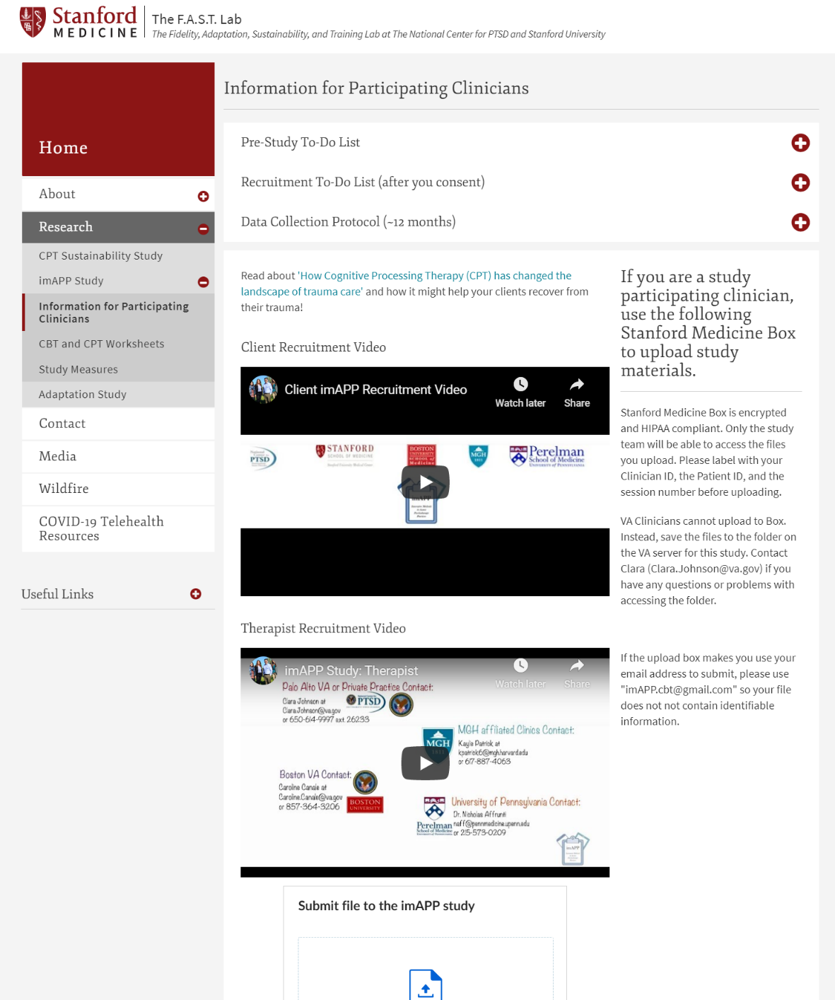 Stanford
MEDICINE
The F.A.S.T. Lab
The Fidelity, Adaptation, Sustainability, and Training Lab at The National Center for PTSD and Stanford University
Home
About
Research
CPT Sustainability Study
imAPP Study
Information for Participating
Clinicians
CBT and CPT Worksheets
Study Measures
Adaptation Study
Contact
Media
Wildfire
COVID-19 Telehealth
Resources
Useful Links
Information for Participating Clinicians
Pre-Study To-Do List
Recruitment To-Do List (after you consent)
Data Collection Protocol (~12 months)
Read about 'How Cognitive Processing Therapy (CPT) has changed the
landscape of trauma care' and how it might help your clients recover from
their trauma!
Client Recruitment Video
Client imAPP Recruitment Video
Watch later
Share
National
Center for
PTSD
STANFORD
SCHOOL OF MEDICINE
Stanford University Medical Center
BOSTON
UNIVERSITY
SCHOOL of
Medicine
MGH
1811
Perelman
School of Medicine
UNIVERSITY of PENNSYLVANIA
imAPP
Therapist Recruitment Video
imAPP Study: Therapist
Watch later
Share
Palo Alto VA or Private Practice Contact:
Clara Johnson at
Clara.Johnson@va.gov
or 650-614-9997 ext. 26233
PTSD
MGH
MGH affiliated Clinics Contact:
Kayla Patrick at
kpatrick6@mgh.harvard.edu
or 617-887-4063
Boston VA Contact:
Caroline Canale at
Caroline.Canale@va.gov
or 857-364-3206
BOSTON
UNIVERSITY
University of Pennsylvania Contact:
Dr. Nicholas Affrunti
naff@pennmedicine.upenn.edu
or 215-573-0209
Perelman
School of Medicine
UNIVERSITY of PENNSYLVANIA
imAPP
Submit file to the imAPP study
If you are a study
participating clinician,
use the following
Stanford Medicine Box
to upload study
materials.
Stanford Medicine Box is encrypted
and HIPAA compliant. Only the study
team will be able to access the files
you upload. Please label with your
Clinician ID, the Patient ID, and the
session number before uploading.
VA Clinicians cannot upload to Box.
Instead, save the files to the folder on
the VA server for this study. Contact
Clara (Clara.Johnson@va.gov) if you
have any questions or problems with
accessing the folder.
If the upload box makes you use your
email address to submit, please use
"imAPP.cbt@gmail.com" so your file
does not not contain identifiable
information.